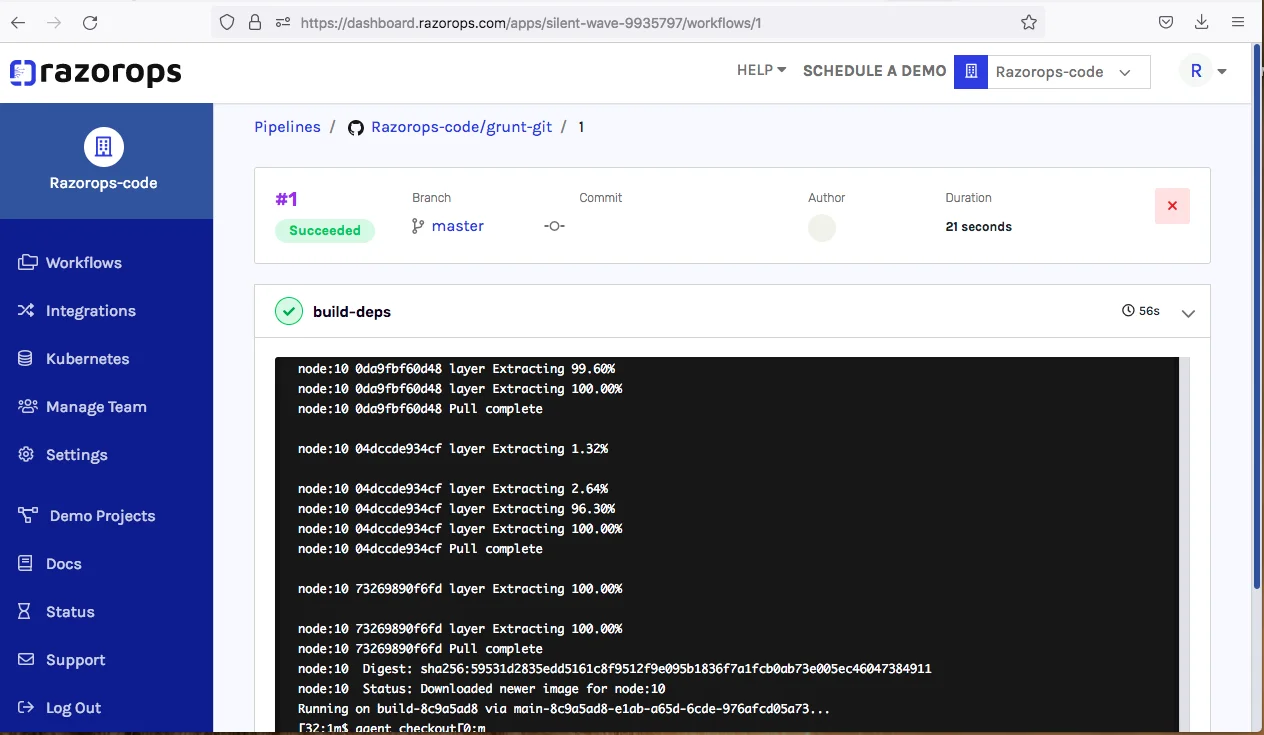 https://dashboard.razorops.com/apps/silent-wave-9935797/workflows/1
razorops
HELP
SCHEDULE A DEMO
Razorops-code
R
Razorops-code
Workflows
Integrations
Kubernetes
Manage Team
Settings
Demo Projects
Docs
Status
Support
Log Out
Pipelines / Razorops-code/grunt-git / 1
#1
Succeeded
Branch
master
Commit
Author
Duration
21 seconds
build-deps
56s
node:10 0da9fbf60d48 layer Extracting 99.60%
node:10 0da9fbf60d48 layer Extracting 100.00%
node:10 0da9fbf60d48 Pull complete
node:10 04dccde934cf layer Extracting 1.32%
node:10 04dccde934cf layer Extracting 2.64%
node:10 04dccde934cf layer Extracting 96.30%
node:10 04dccde934cf layer Extracting 100.00%
node:10 04dccde934cf Pull complete
node:10 73269890f6fd layer Extracting 100.00%
node:10 73269890f6fd layer Extracting 100.00%
node:10 73269890f6fd Pull complete
node:10 Digest: sha256:59531d2835edd5161c8f9512f9e095b1836f7a1fcb0ab73e005ec46047384911
node:10 Status: Downloaded newer image for node:10
Running on build-8c9a5ad8 via main-8c9a5ad8-e1ab-a65d-6cde-976afcd05a73...
[32;1m$ agent checkout[0;m